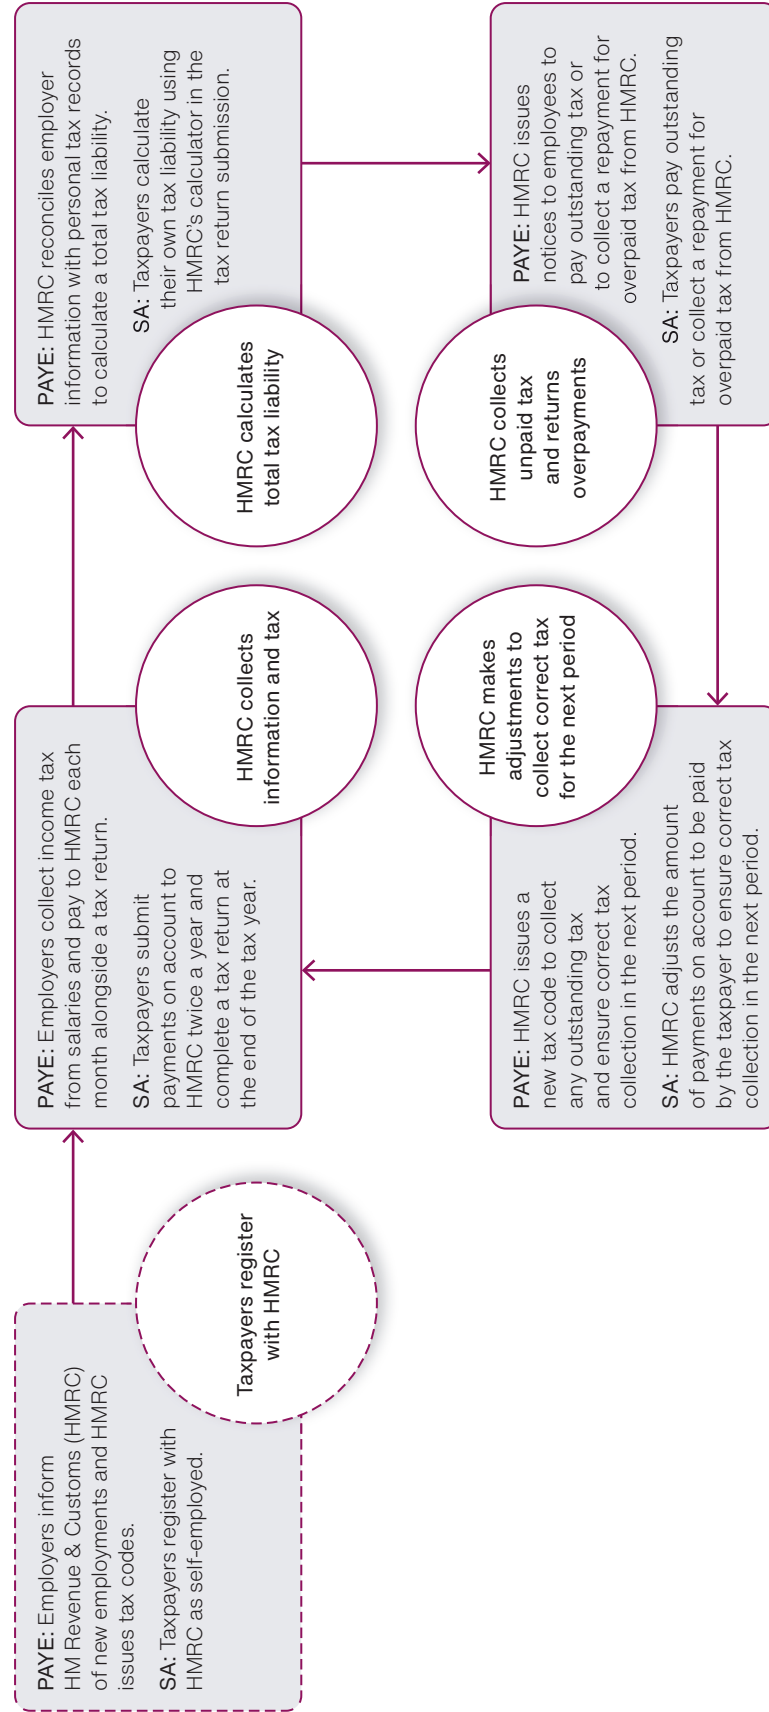 PAYE: Employers inform
HM Revenue & Customs (HMRC)
of new employments and HMRC
issues tax codes.
SA: Taxpayers register with
HMRC as self-employed.
Taxpayers register
with HMRC
PAYE: Employers collect income tax
from salaries and pay to HMRC each
month alongside a tax return.
SA: Taxpayers submit
payments on account to
HMRC twice a year and
complete a tax return at
the end of the tax year.
HMRC collects
information and tax
PAYE: HMRC reconciles employer
information with personal tax records
to calculate a total tax liability.
SA: Taxpayers calculate
their own tax liability using
HMRC's calculator in the
tax return submission.
HMRC calculates
total tax liability
PAYE: HMRC issues
notices to employees to
pay outstanding tax or
to collect a repayment for
overpaid tax from HMRC.
SA: Taxpayers pay outstanding
tax or collect a repayment for
overpaid tax from HMRC.
HMRC collects
unpaid tax
and returns
overpayments
PAYE: HMRC issues a
new tax code to collect
any outstanding tax
and ensure correct tax
collection in the next period.
SA: HMRC adjusts the amount
of payments on account to be paid
by the taxpayer to ensure correct tax
collection in the next period.
HMRC makes
adjustments to
collect correct tax
for the next period